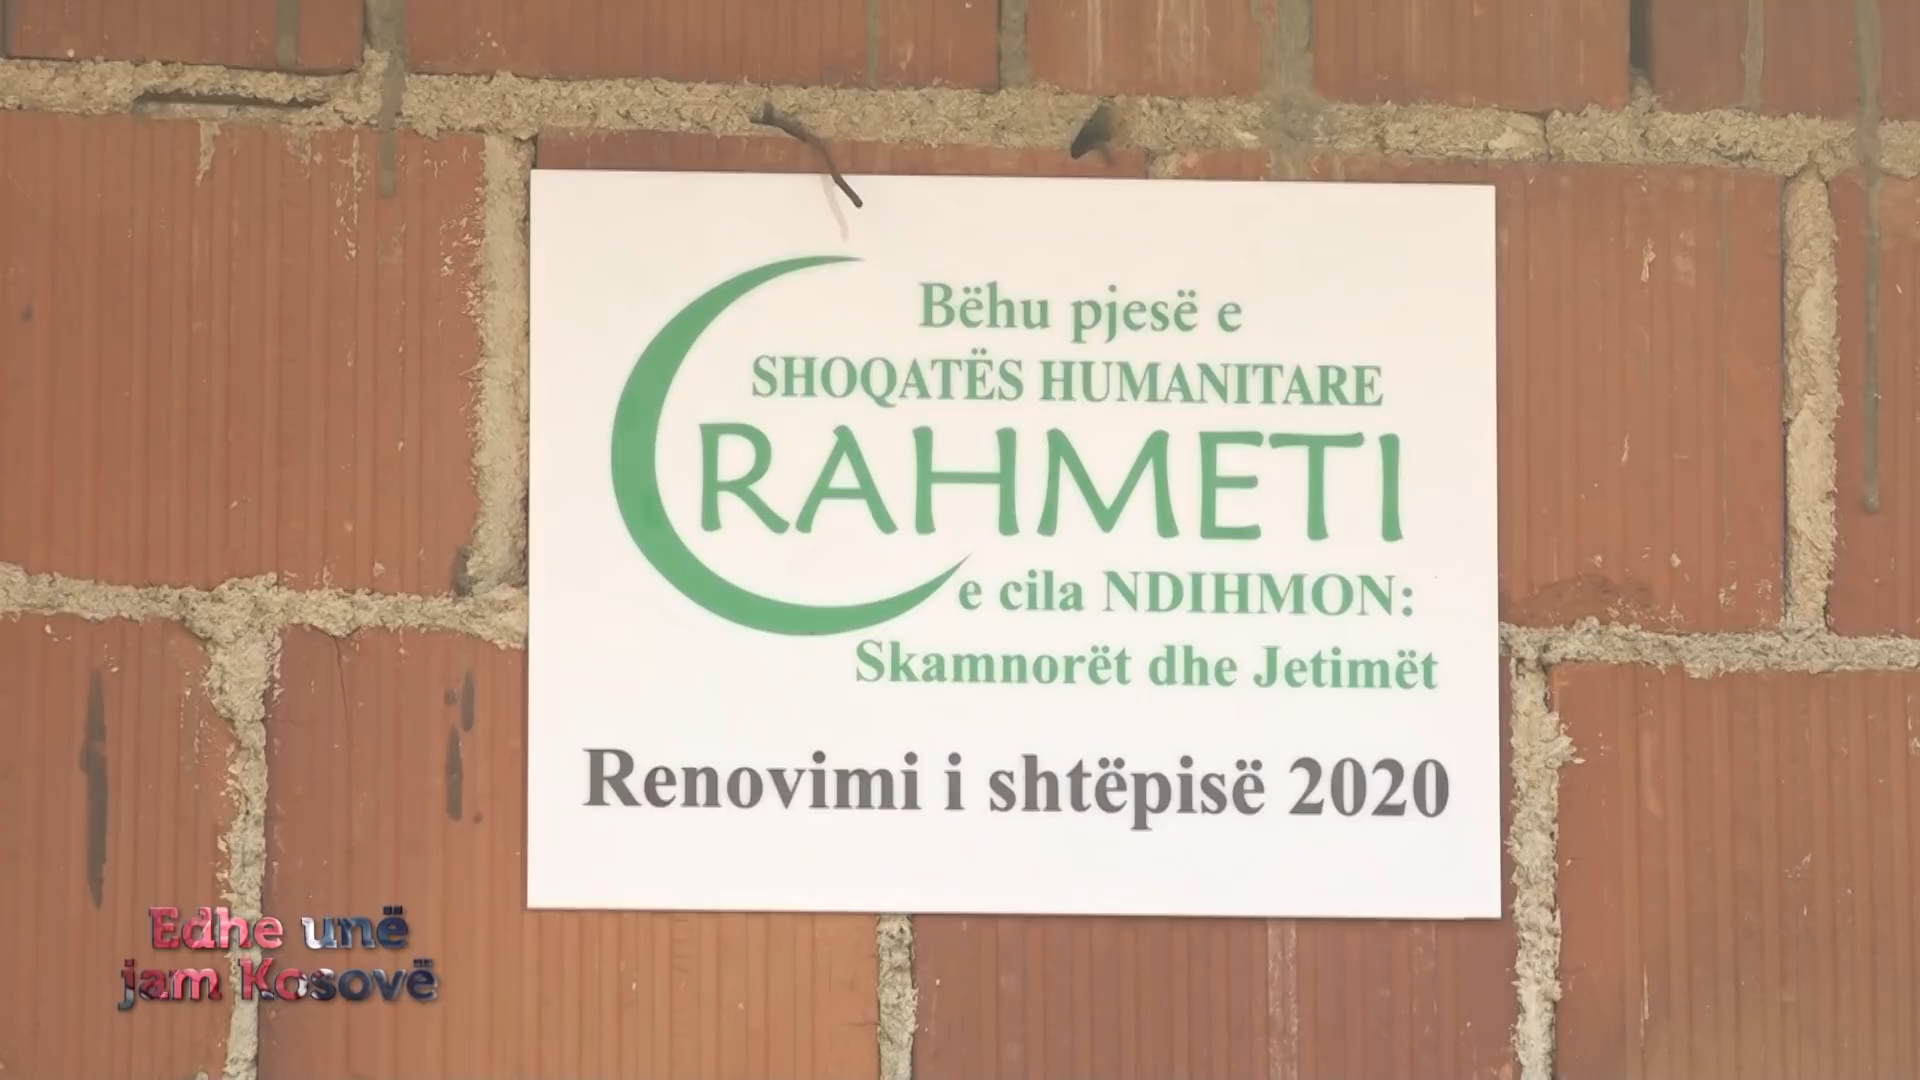 Bëhu pjesë e
SHOQATËS HUMANITARE
RAHMETI
e cila NDIHMON:
Skamnorët dhe Jetimët
Renovimi i shtëpisë 2020
Edhe unë
jam Kosovë